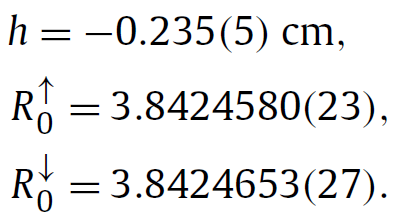 h = −0.235(5) cm,
R₀↑ = 3.8424580(23),
R₀↓ = 3.8424653(27).